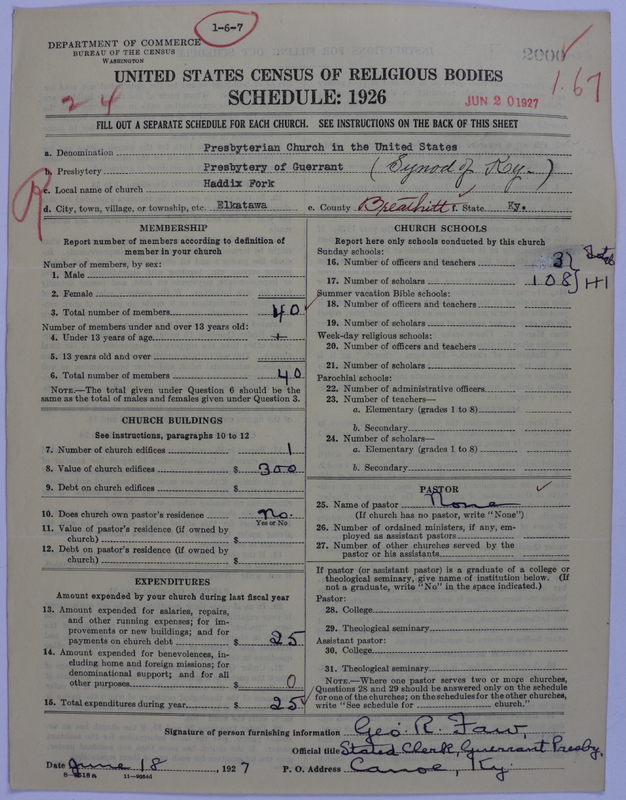 1-6-7
DEPARTMENT OF COMMERCE
BUREAU OF THE CENSUS
WASHINGTON
2000
1.67
24
UNITED STATES CENSUS OF RELIGIOUS BODIES
SCHEDULE: 1926
JUN 20 1927
FILL OUT A SEPARATE SCHEDULE FOR EACH CHURCH. SEE INSTRUCTIONS ON THE BACK OF THIS SHEET
R
a. Denomination Presbyterian Church in the United States
b. Presbytery Presbytery of Guerrant (Synod of Ky.)
c. Local name of church Haddix Fork
d. City, town, village, or township, etc. Elkatawa e. County Breathitt f. State Ky.
MEMBERSHIP
Report number of members according to definition of
member in your church
Number of members, by sex:
1. Male
2. Female
3. Total number of members 40
Number of members under and over 13 years old:
4. Under 13 years of age
5. 13 years old and over
6. Total number of members 40
NOTE.—The total given under Question 6 should be the
same as the total of males and females given under Question 3.
CHURCH BUILDINGS
See instructions, paragraphs 10 to 12
7. Number of church edifices 1
8. Value of church edifices $ 300
9. Debt on church edifices $
10. Does church own pastor's residence No.
Yes or No
11. Value of pastor's residence (if owned by
church) $
12. Debt on pastor's residence (if owned by
church) $
EXPENDITURES
Amount expended by your church during last fiscal year
13. Amount expended for salaries, repairs,
and other running expenses; for im-
provements or new buildings; and for
payments on church debt $ 25
14. Amount expended for benevolences, in-
cluding home and foreign missions; for
denominational support; and for all
other purposes $ 0
15. Total expenditures during year $ 25
CHURCH SCHOOLS
Report here only schools conducted by this church
Sunday schools:
16. Number of officers and teachers 3
17. Number of scholars 108 111
Summer vacation Bible schools:
18. Number of officers and teachers
19. Number of scholars
Week-day religious schools:
20. Number of officers and teachers
21. Number of scholars
Parochial schools:
22. Number of administrative officers
23. Number of teachers—
a. Elementary (grades 1 to 8)
b. Secondary
24. Number of scholars—
a. Elementary (grades 1 to 8)
b. Secondary
PASTOR
25. Name of pastor None
(If church has no pastor, write "None")
26. Number of ordained ministers, if any, em-
ployed as assistant pastors
27. Number of other churches served by the
pastor or his assistants
If pastor (or assistant pastor) is a graduate of a college or
theological seminary, give name of institution below. (If
not a graduate, write "No" in the space indicated.)
Pastor:
28. College
29. Theological seminary
Assistant pastor:
30. College
31. Theological seminary
NOTE.—Where one pastor serves two or more churches,
Questions 28 and 29 should be answered only on the schedule
for one of the churches; on the schedules for the other churches,
write "See schedule for church."
Signature of person furnishing information Geo. R. Faw,
Official title Stated Clerk, Guerrant Presby.
Date June 18, 1927 P. O. Address Canoe, Ky.